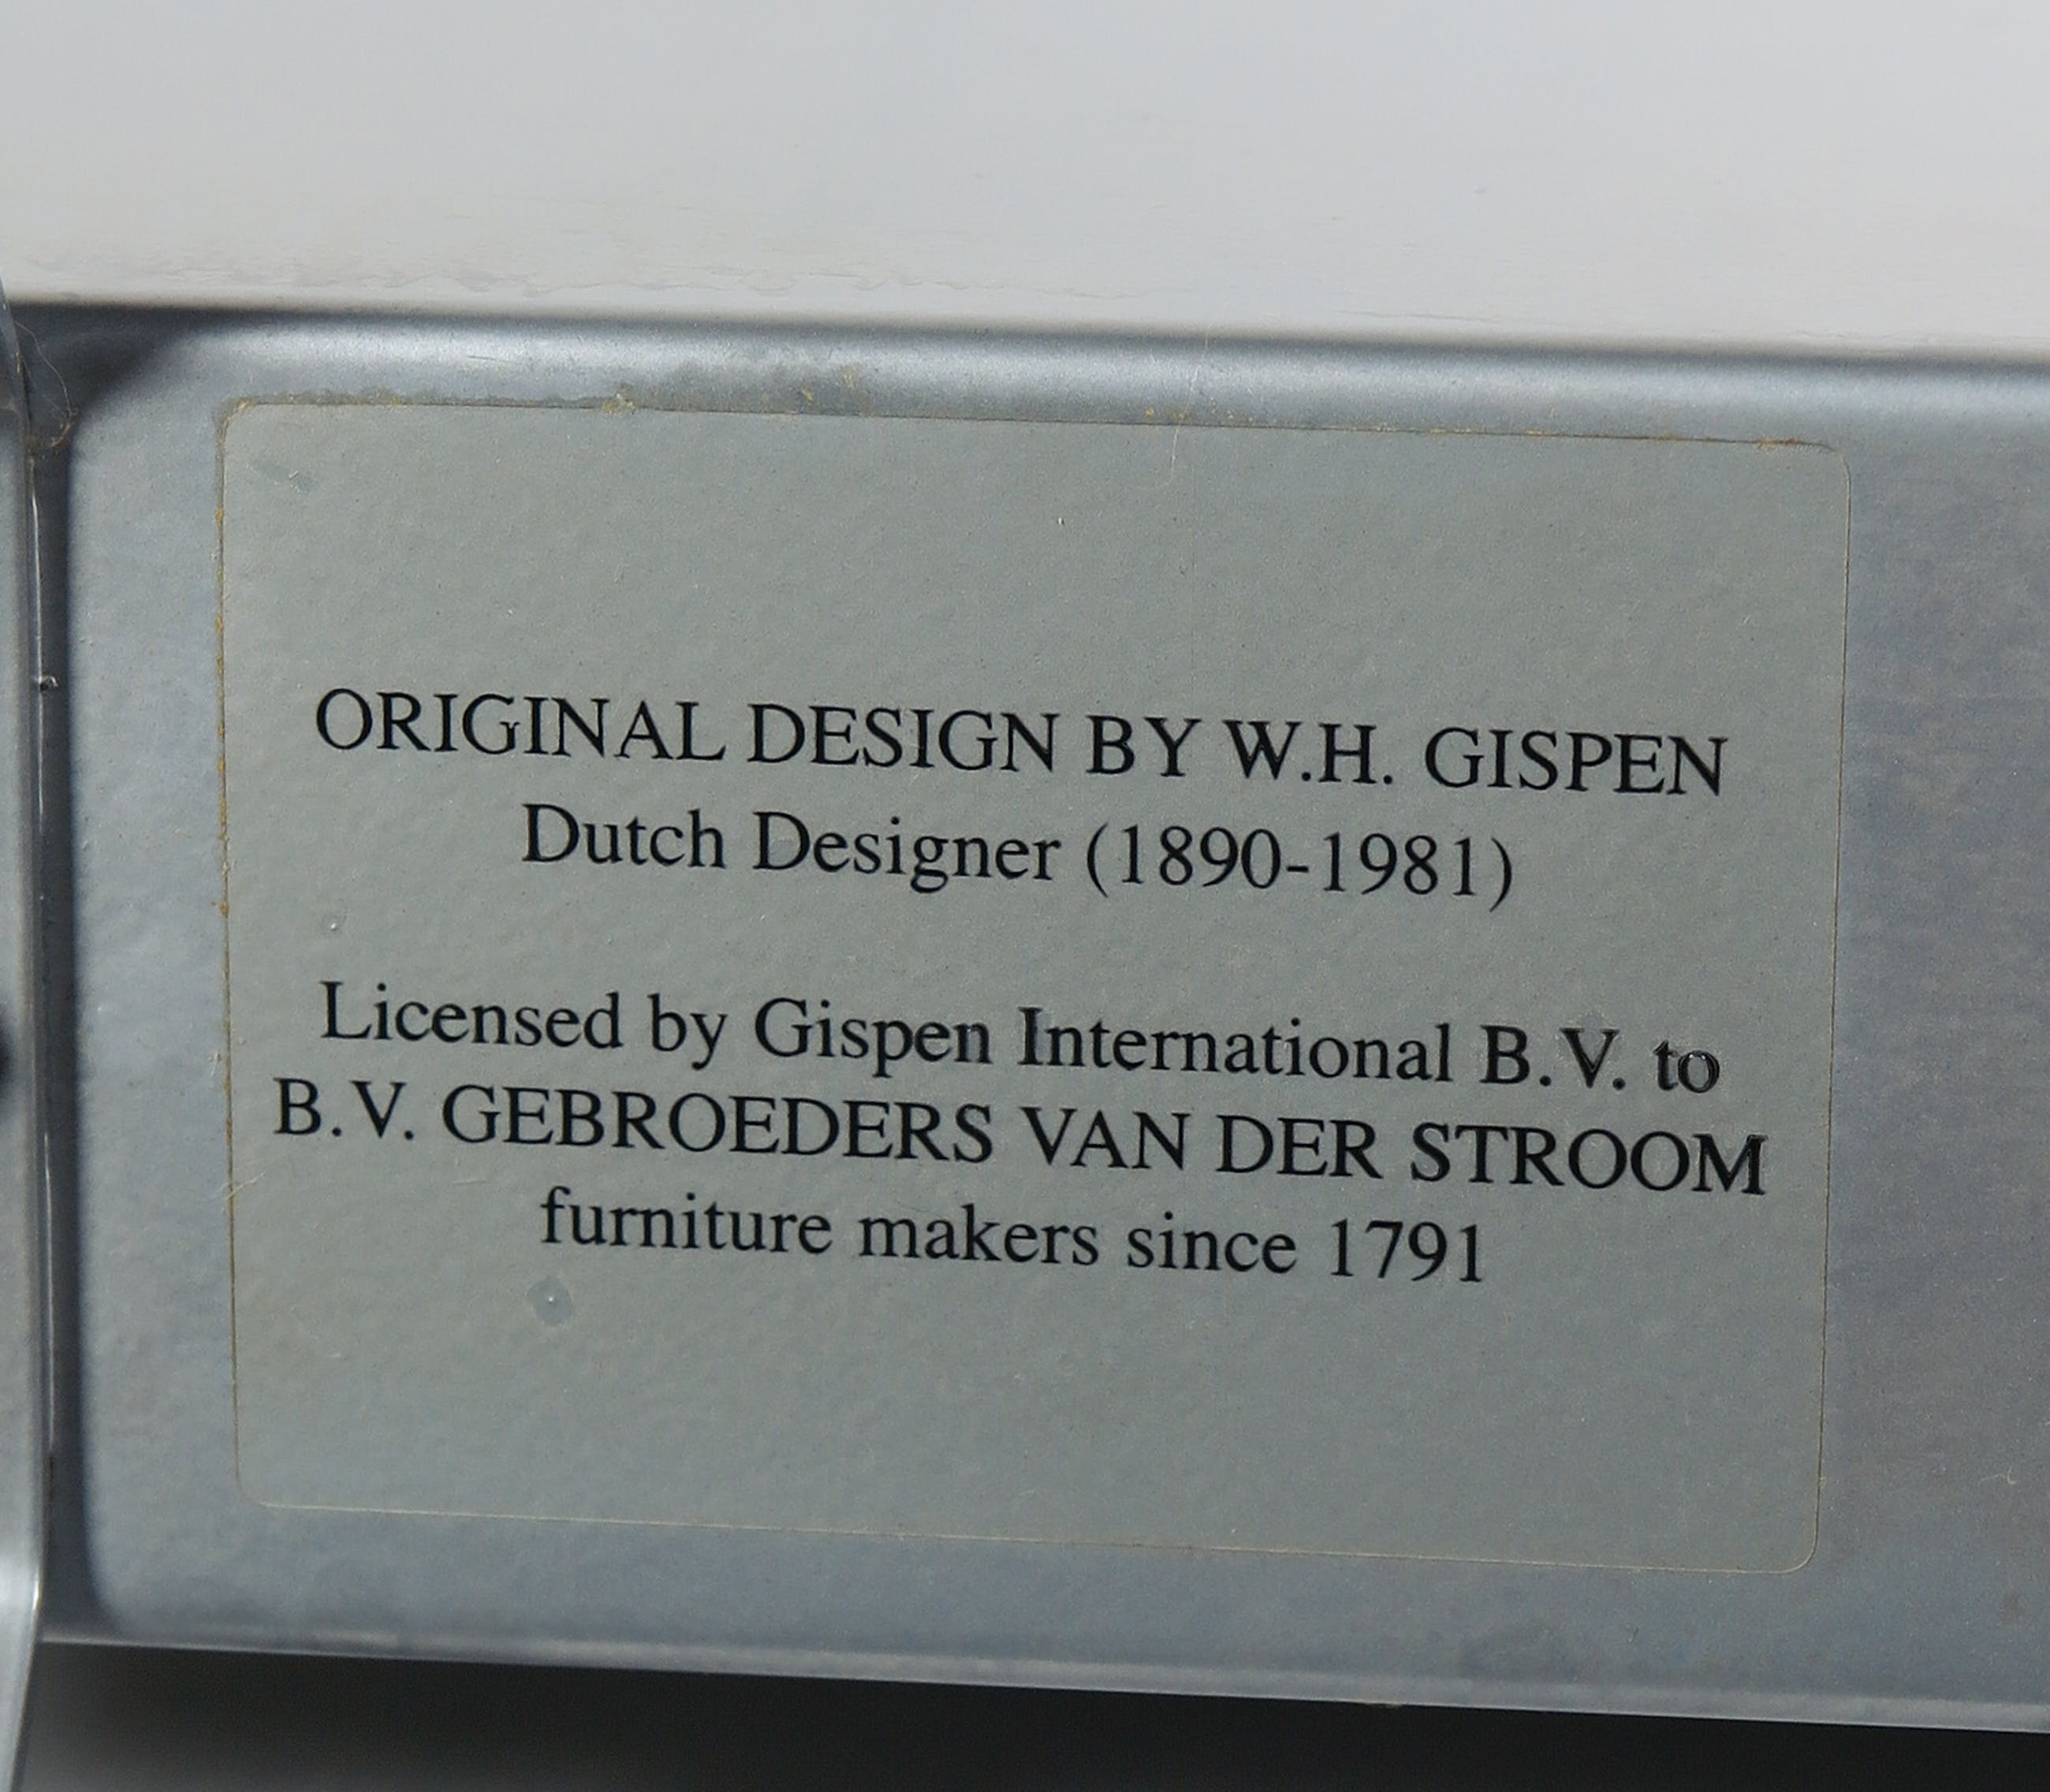 ORIGINAL DESIGN BY W.H. GISPEN
Dutch Designer (1890-1981)
Licensed by Gispen International B.V. to
B.V. GEBROEDERS VAN DER STROOM
furniture makers since 1791